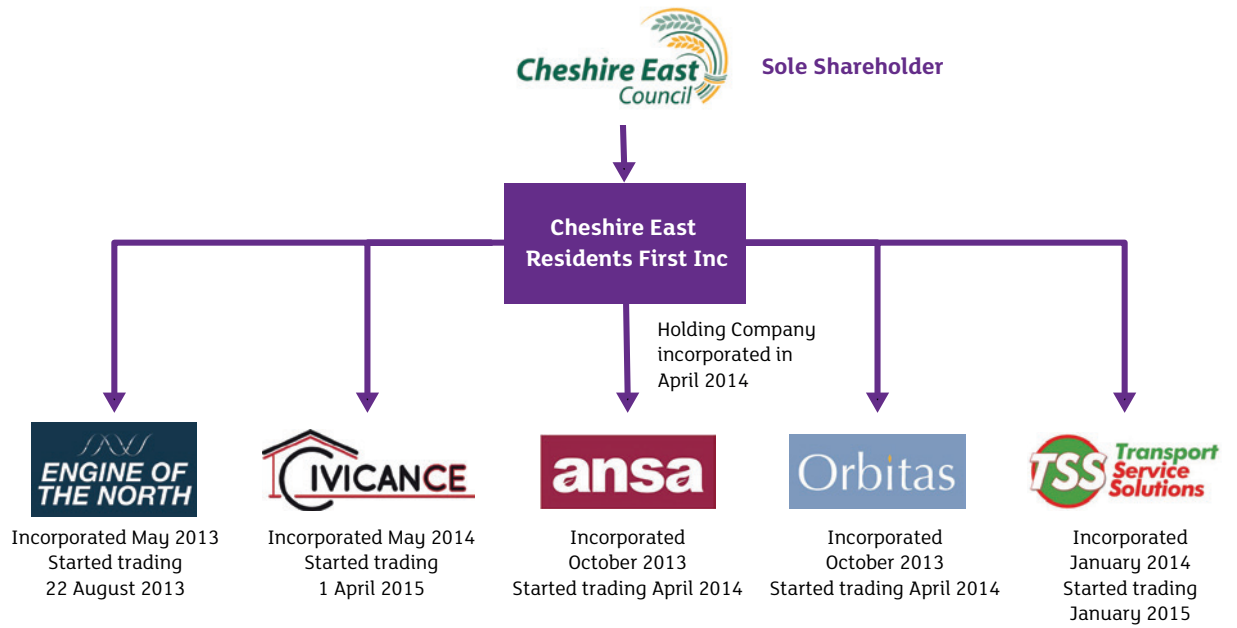 Cheshire East
Council
Sole Shareholder
Cheshire East
Residents First Inc
Holding Company
incorporated in
April 2014
ENGINE OF
THE NORTH
Incorporated May 2013
Started trading
22 August 2013
CIVICANCE
Incorporated May 2014
Started trading
1 April 2015
ansa
Incorporated
October 2013
Started trading April 2014
Orbitas
Incorporated
October 2013
Started trading April 2014
TSS
Transport
Service
Solutions
Incorporated
January 2014
Started trading
January 2015